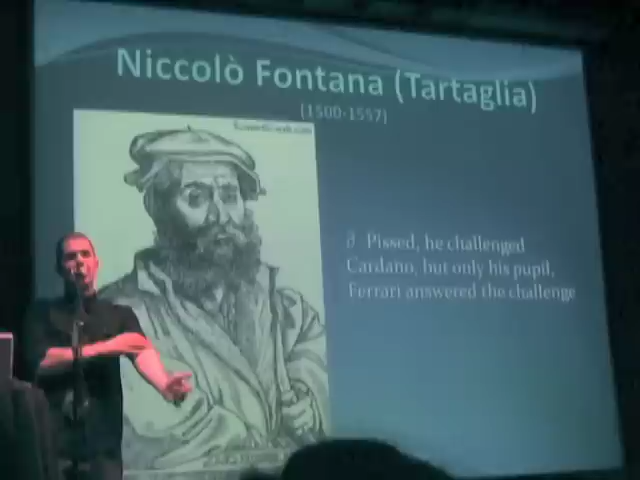 Niccolò Fontana (Tartaglia)
(1500-1557)
Pissed, he challenged
Cardano, but only his pupil,
Ferrari answered the challenge